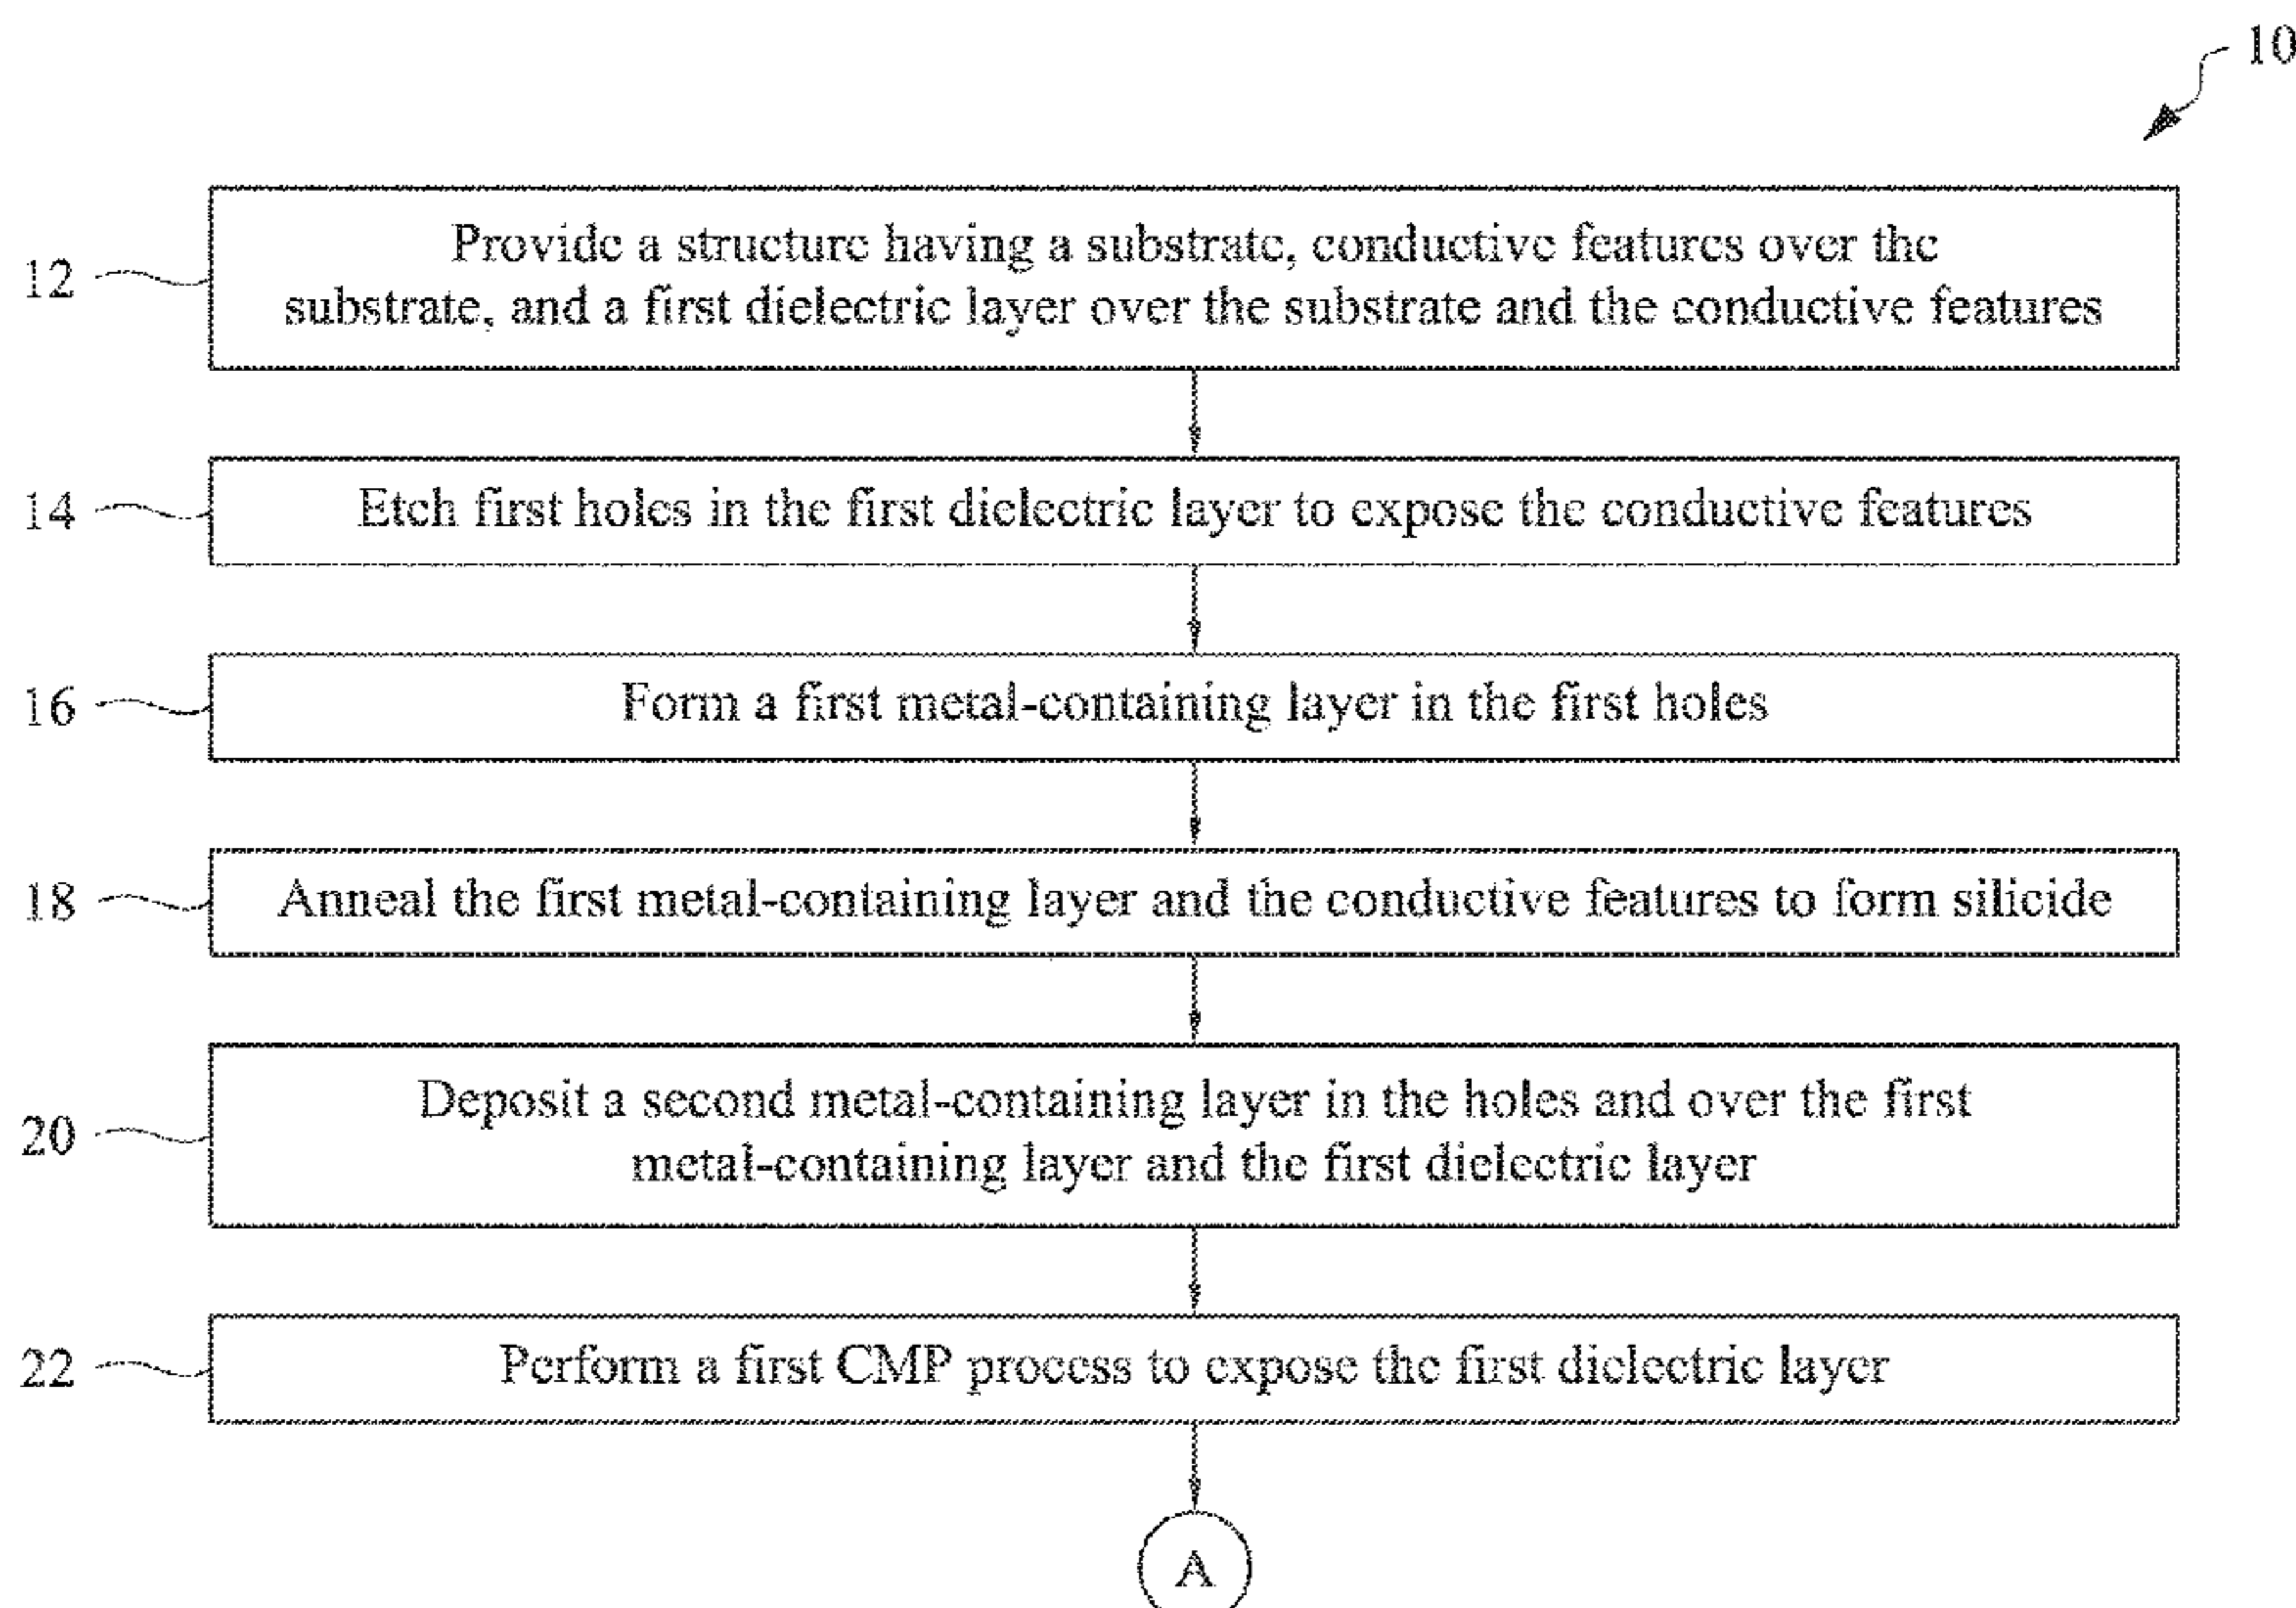 10
12
Provide a structure having a substrate, conductive features over the
substrate, and a first dielectric layer over the substrate and the conductive features
14
Etch first holes in the first dielectric layer to expose the conductive features
16
Form a first metal-containing layer in the first holes
18
Anneal the first metal-containing layer and the conductive features to form silicide
20
Deposit a second metal-containing layer in the holes and over the first
metal-containing layer and the first dielectric layer
22
Perform a first CMP process to expose the first dielectric layer
A